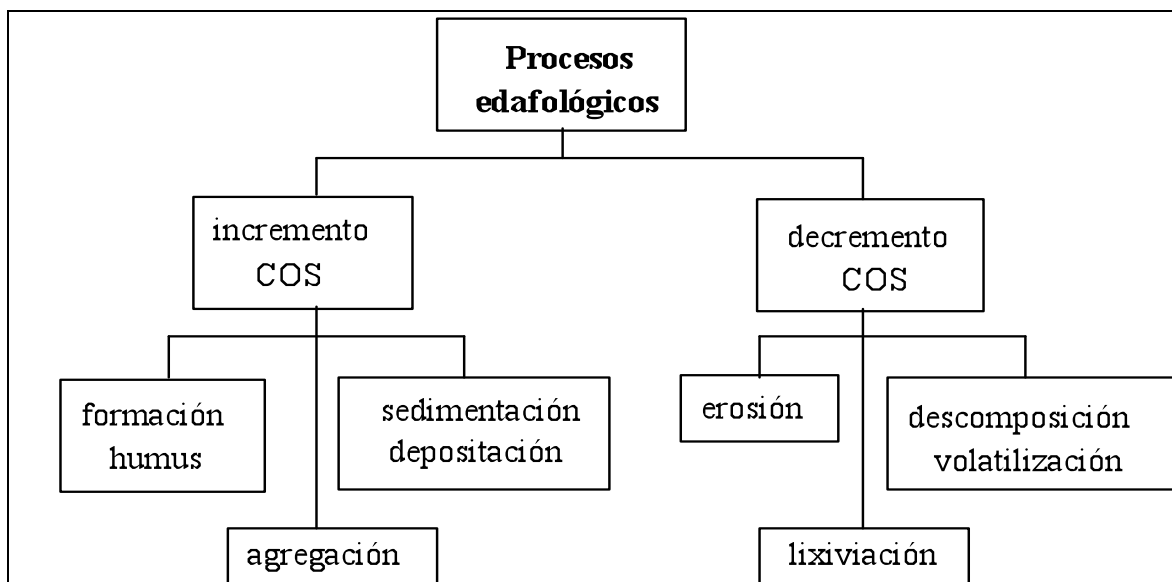 Procesos
edafológicos
incremento
COS
decremento
COS
formación
humus
sedimentación
depositación
erosión
descomposición
volatilización
agregación
lixiviación